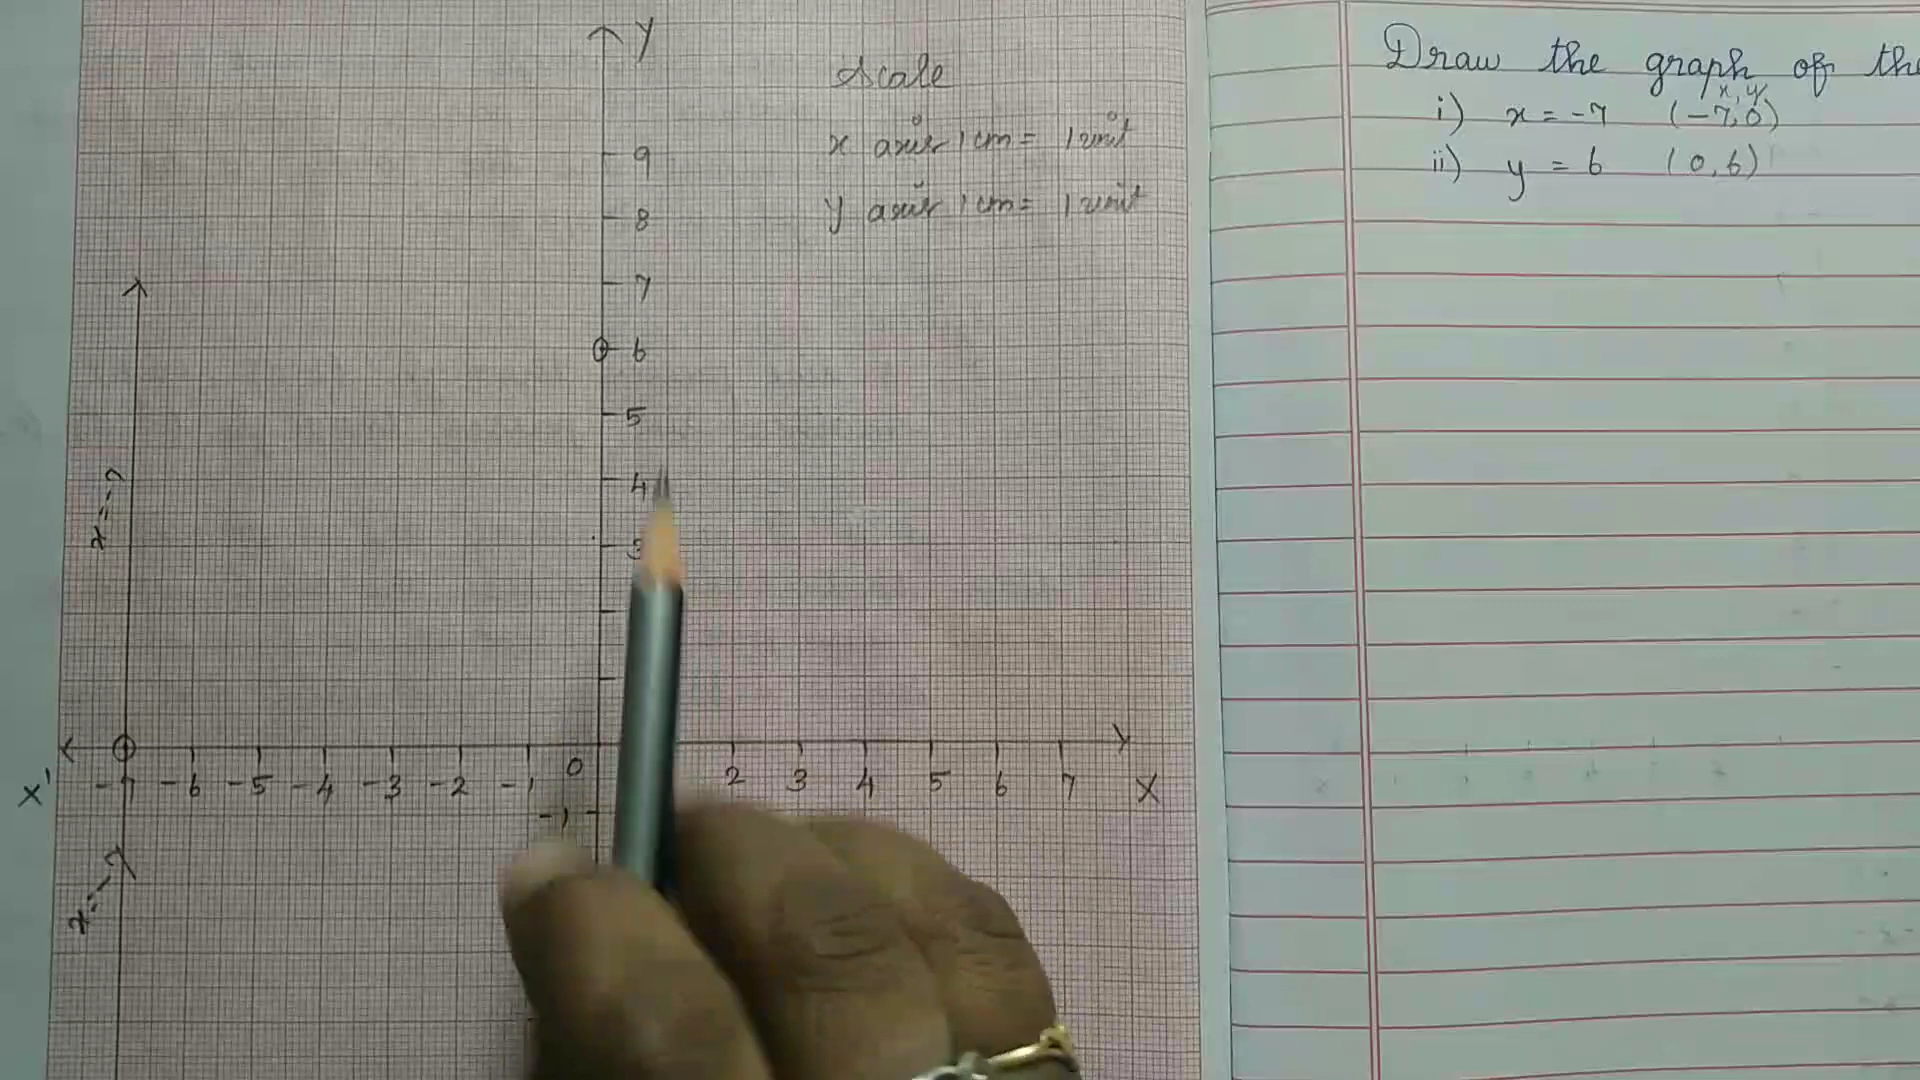 Y
Scale
x axis 1 cm = 1 unit
y axis 1 cm = 1 unit
9
8
7
6
5
4
3
x=-7
-7 -6 -5 -4 -3 -2 -1 0 2 3 4 5 6 7
X' X
-1
x=-7
Draw the graph of the
x, y
i) x = -7 (-7, 0)
ii) y = 6 (0, 6)